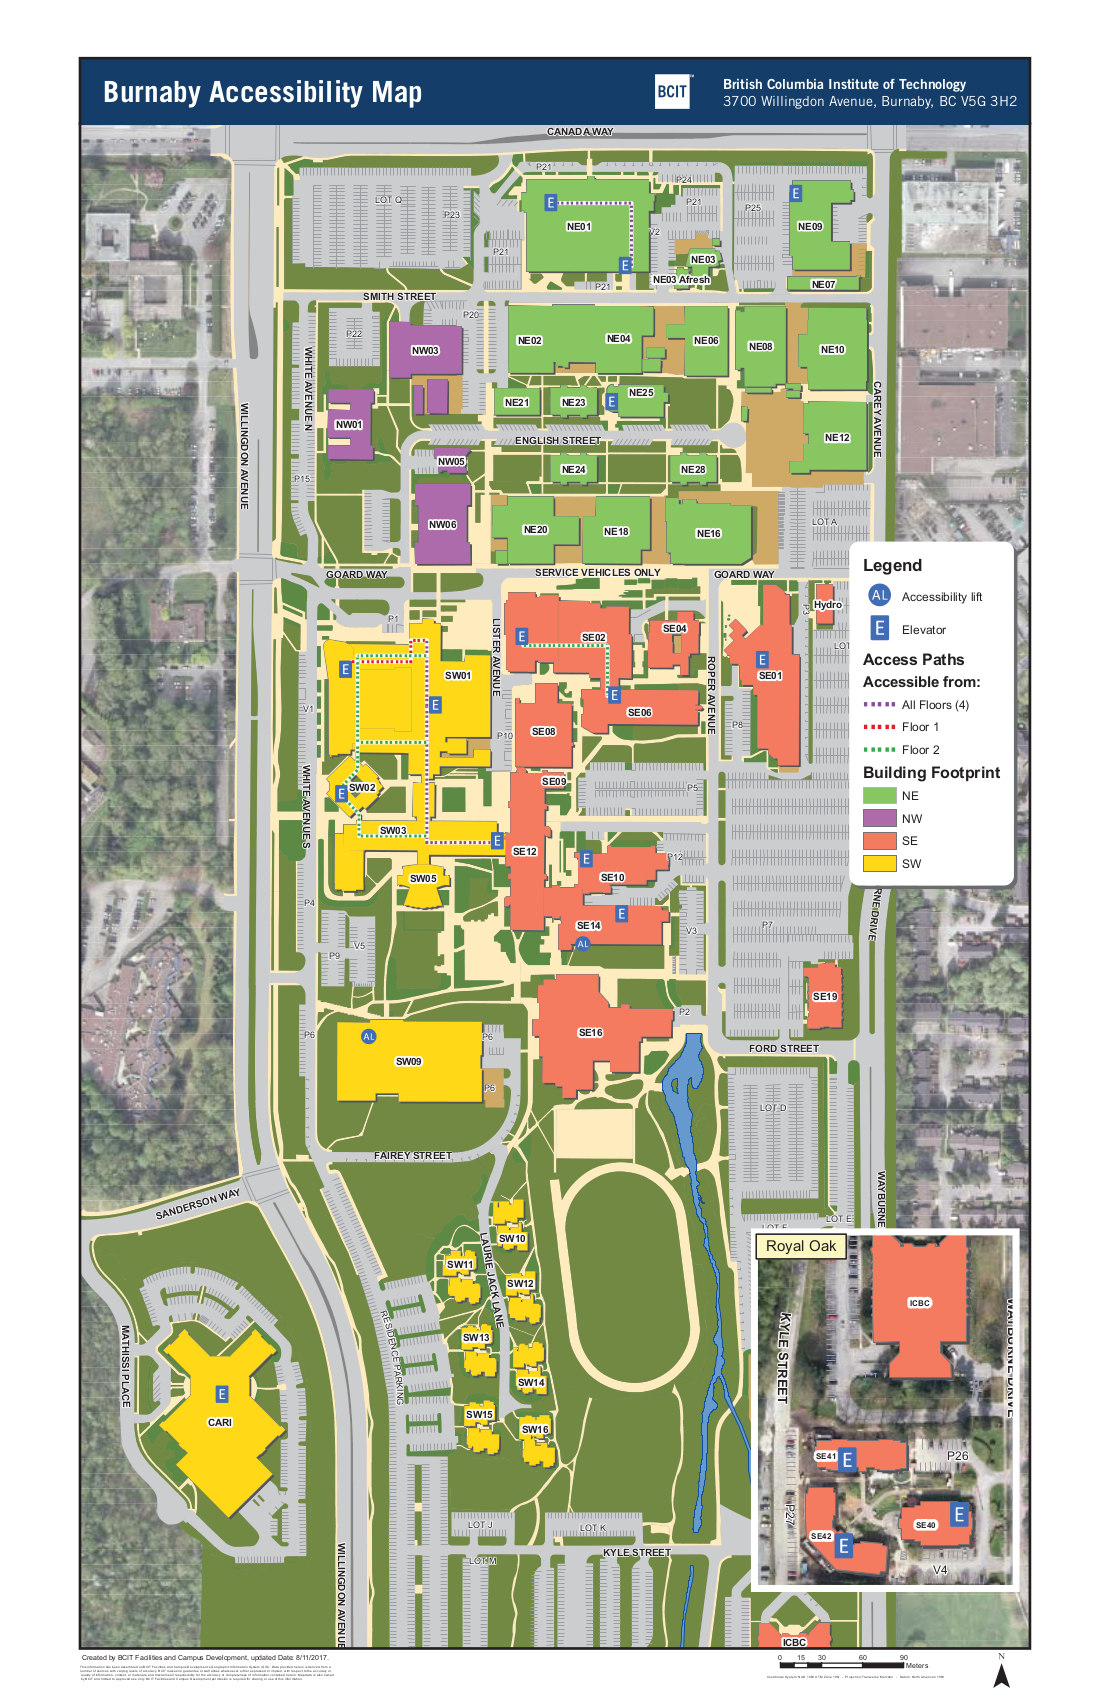 Burnaby Accessibility Map
BCIT
British Columbia Institute of Technology
3700 Willingdon Avenue, Burnaby, BC V5G 3H2
CANADA WAY
P21
P24
LOT Q
P23
P21
P25
NE01
V2
NE09
P21
NE03
NE03 Afresh
NE07
P21
SMITH STREET
P20
P22
NW03
NE02
NE04
NE06
NE08
NE10
WHITE AVENUE N
WILLINGDON AVENUE
CAREY AVENUE
NW01
NE21
NE23
NE25
ENGLISH STREET
NE12
NW05
NE24
NE28
P15
NW06
NE20
NE18
NE16
LOT A
GOARD WAY
SERVICE VEHICLES ONLY
GOARD WAY
Legend
AL Accessibility lift
E Elevator
Access Paths
Accessible from:
All Floors (4)
Floor 1
Floor 2
Building Footprint
NE
NW
SE
SW
P1
LISTER AVENUE
SE02
SE04
P3
Hydro
LOT
SW01
SE01
ROPER AVENUE
V1
SE06
P8
SE08
P10
WHITE AVENUE S
SW02
SE09
P5
SW03
SE12
P12
SW05
SE10
P4
SE14
AL
V3
P7
RNE DRIVE
V5
P9
SE19
P2
P6
AL
SW09
P6
P6
SE16
FORD STREET
LOT D
FAIREY STREET
SANDERSON WAY
WAYBURNE
LOT E
LOT F
SW10
LAURIE JACK LANE
SW11
SW12
SW13
SW14
SW15
SW16
RESIDENCE PARKING
MATHISSI PLACE
E
CARI
Royal Oak
ICBC
KYLE STREET
WAYBURNE DRIVE
SE41
E
P26
P27
SE42
E
SE40
E
V4
LOT J
LOT K
KYLE STREET
LOT M
WILLINGDON AVENUE
ICBC
Created by BCIT Facilities and Campus Development, updated Date: 8/11/2017.
0 15 30 60 90
Meters
N